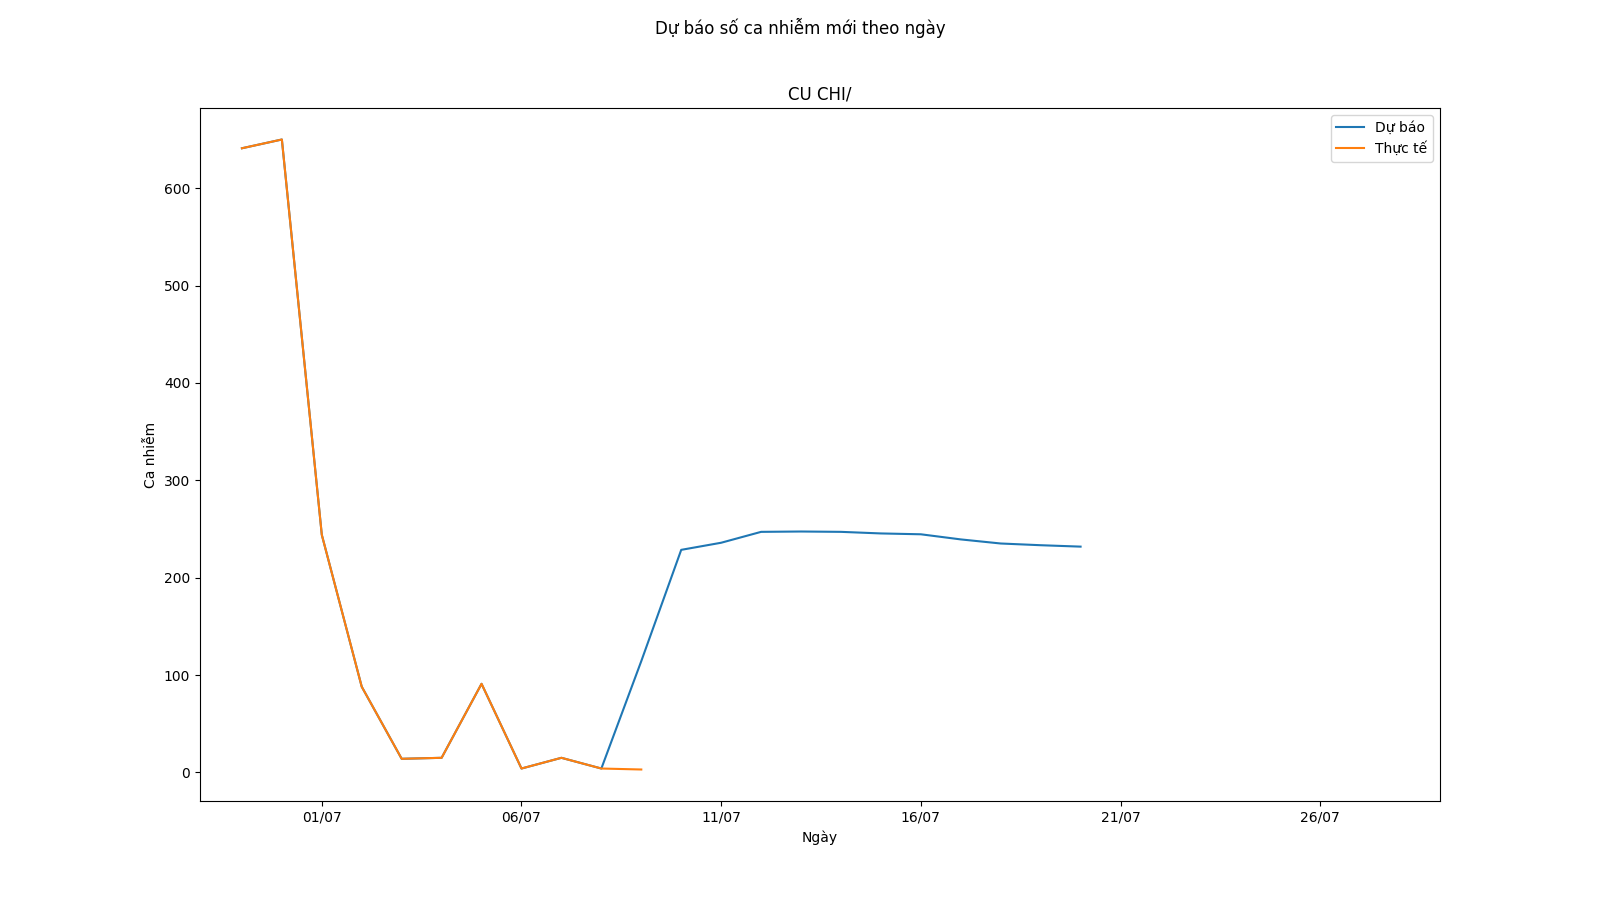 Dự báo số ca nhiễm mới theo ngày
CU CHI/
Dự báo
Thực tế
600
500
400
300
200
100
0
Ca nhiễm
01/07
06/07
11/07
16/07
21/07
26/07
Ngày